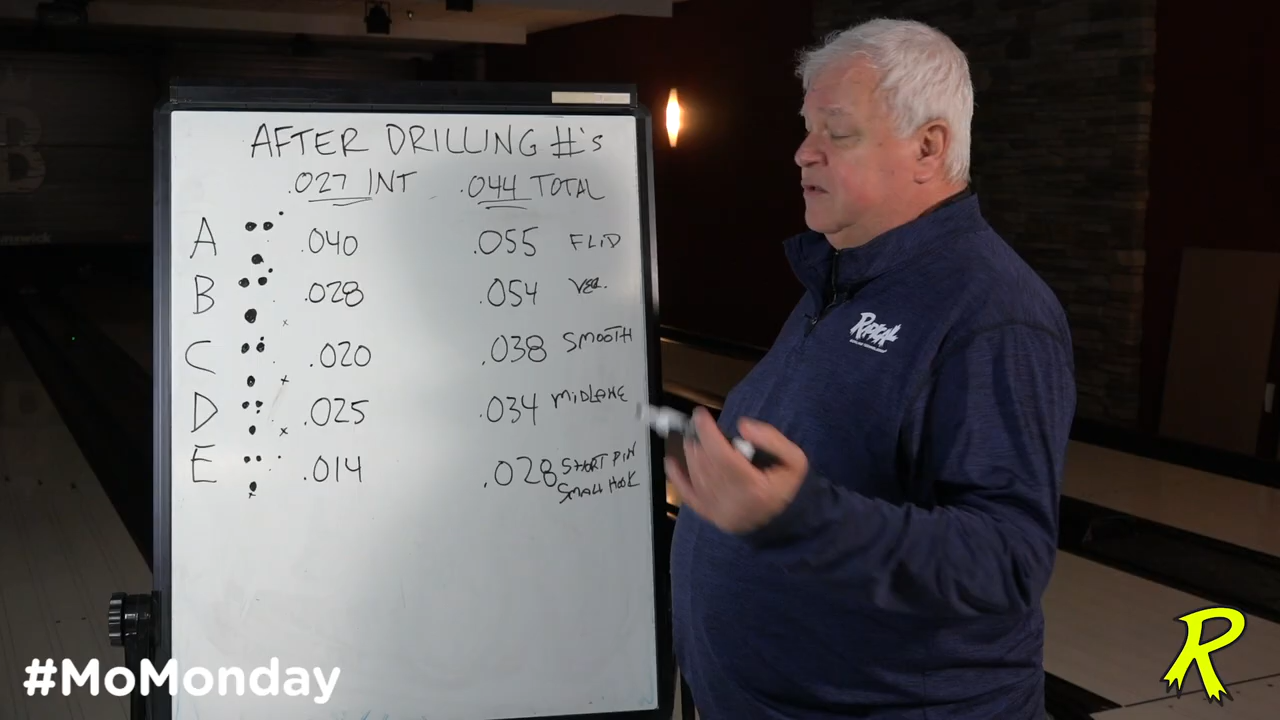 AFTER DRILLING #'s
.027 INT .044 TOTAL
A .040 .055 FLIP
B .028 .054
C .020 .038 SMOOTH
D .025 .034 MIDLANE
E .014 .028 SHORT PIN
SMALL HOOK
RADICAL
B
#MoMonday
R